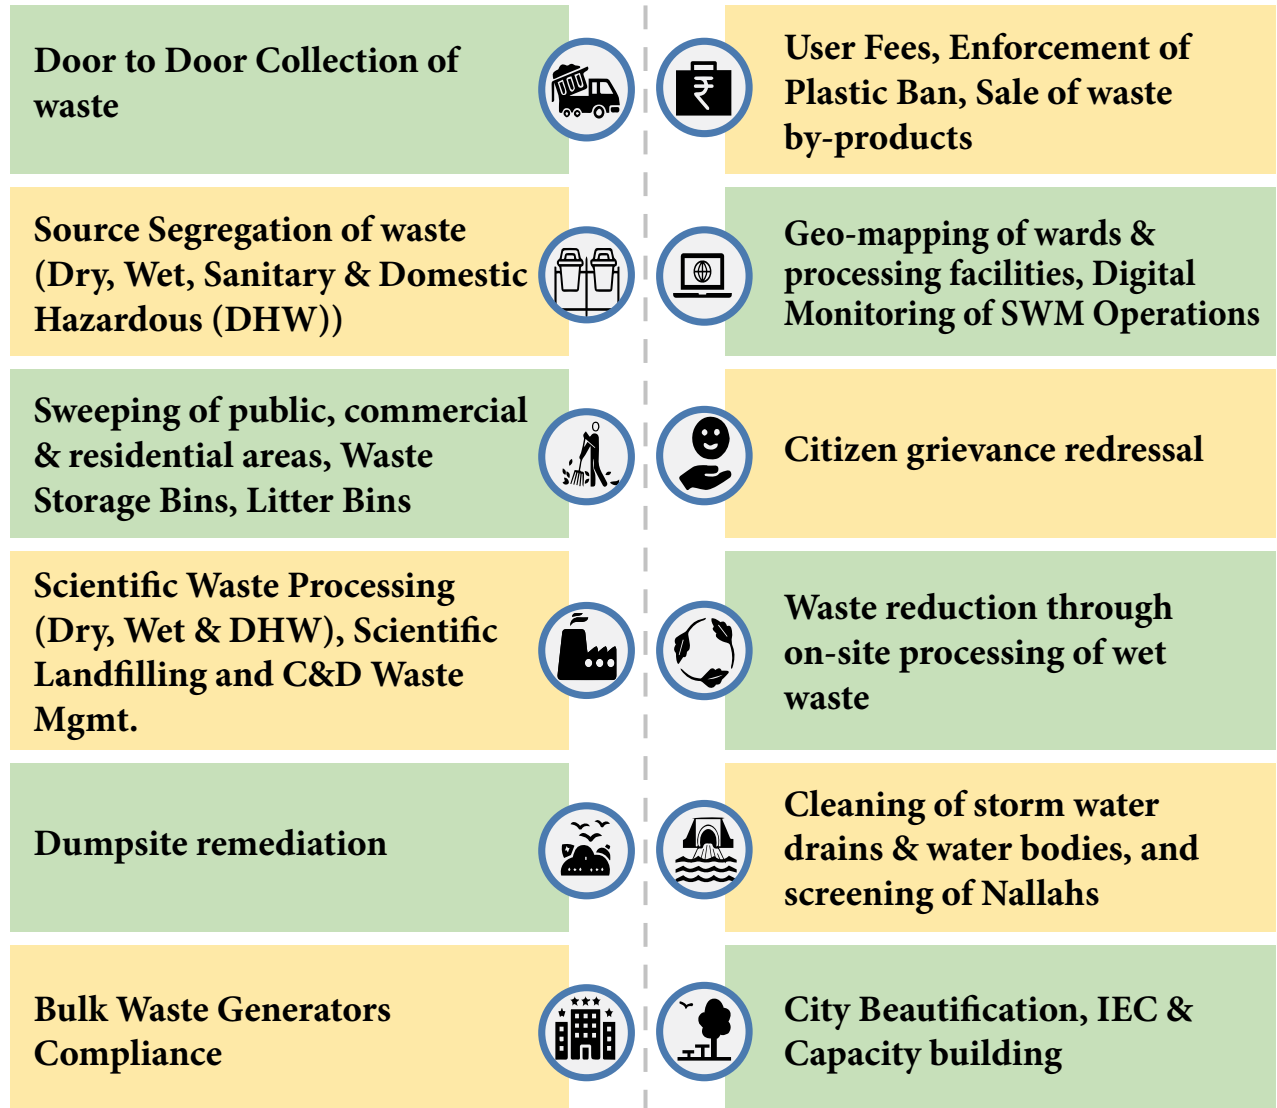 Door to Door Collection of
waste
User Fees, Enforcement of
Plastic Ban, Sale of waste
by-products
Source Segregation of waste
(Dry, Wet, Sanitary & Domestic
Hazardous (DHW))
Geo-mapping of wards &
processing facilities, Digital
Monitoring of SWM Operations
Sweeping of public, commercial
& residential areas, Waste
Storage Bins, Litter Bins
Citizen grievance redressal
Scientific Waste Processing
(Dry, Wet & DHW), Scientific
Landfilling and C&D Waste
Mgmt.
Waste reduction through
on-site processing of wet
waste
Dumpsite remediation
Cleaning of storm water
drains & water bodies, and
screening of Nallahs
Bulk Waste Generators
Compliance
City Beautification, IEC &
Capacity building